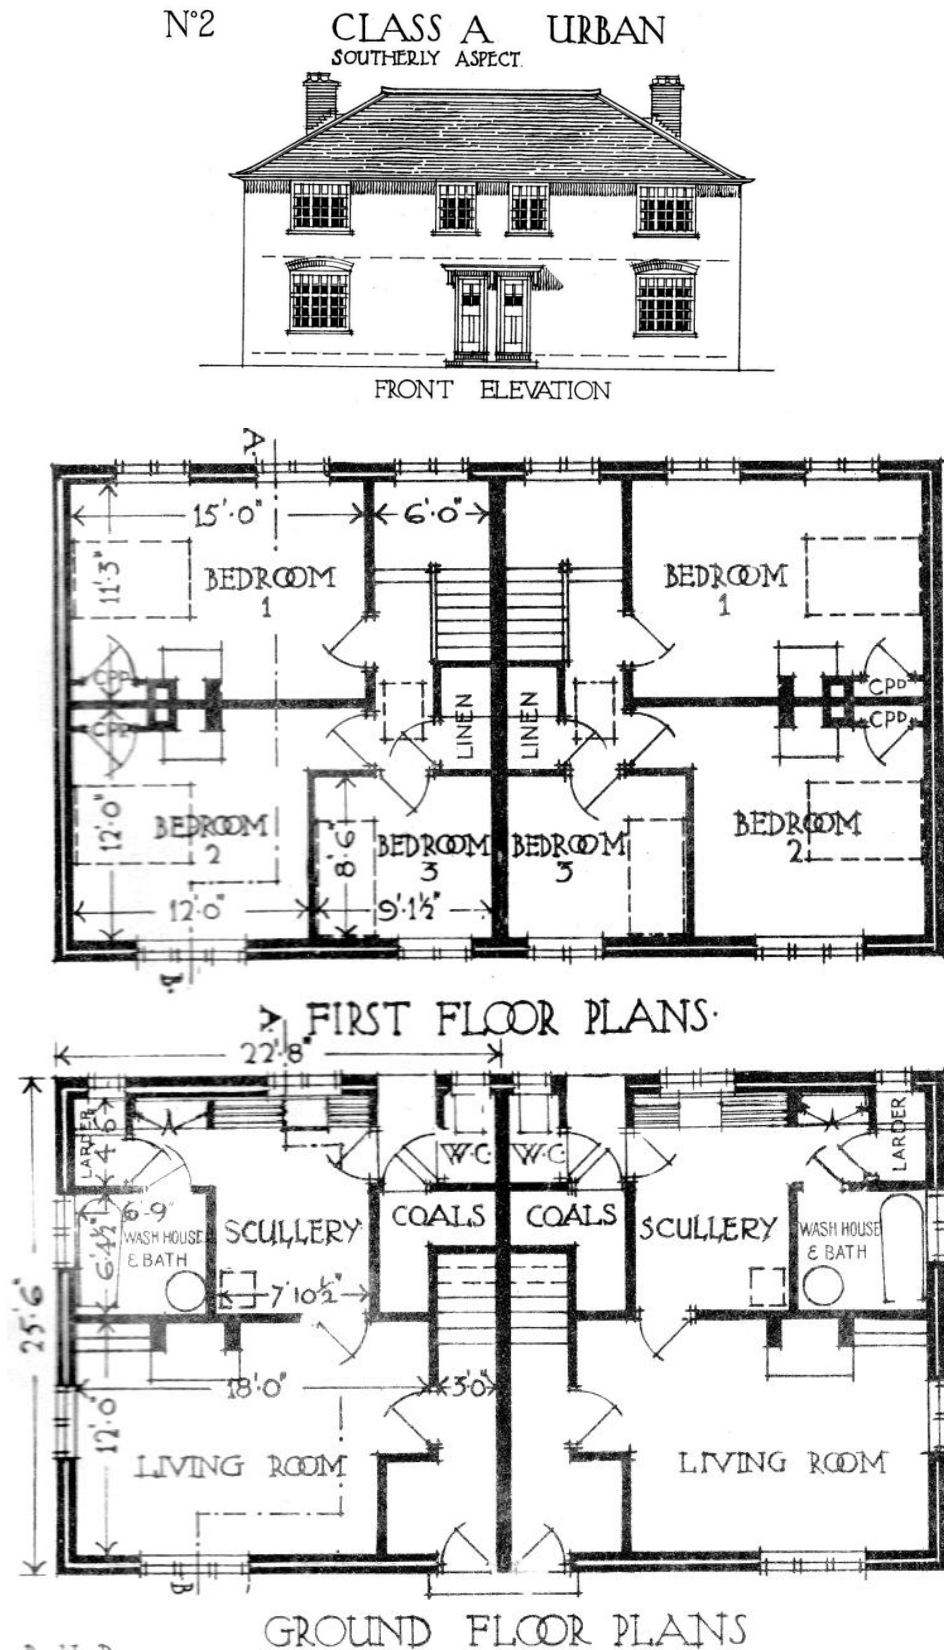 N°2 CLASS A URBAN
SOUTHERLY ASPECT.
FRONT ELEVATION
A.
15'·0" 6'·0"
11'·3"
BEDROOM 1
BEDROOM 1
CPD
CPD
LINEN
LINEN
CPD
CPD
12'·0"
BEDROOM 2
8'·6"
BEDROOM 3
BEDROOM 3
BEDROOM 2
12'·0" 9'·1½"
B.
FIRST FLOOR PLANS.
A.
22'·8"
LARDER
4'·6"
W.C.
W.C.
LARDER
6'-9"
WASH HOUSE & BATH
6'·4½"
SCULLERY
COALS
COALS
SCULLERY
WASH HOUSE & BATH
7'10½"
25'·6"
18'·0" 3'·0"
12'·0"
LIVING ROOM
LIVING ROOM
B
GROUND FLOOR PLANS